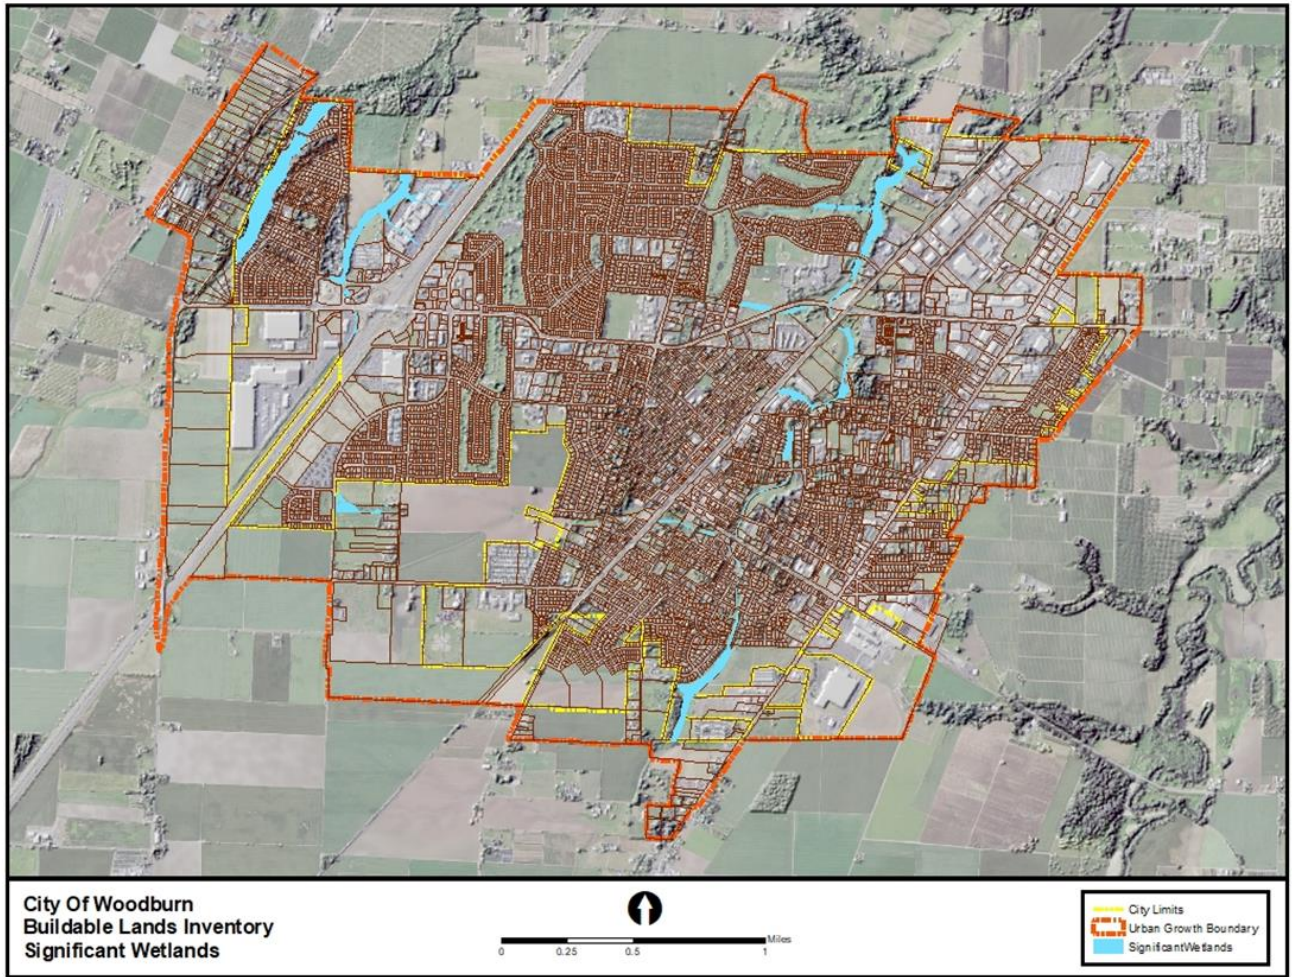 City Of Woodburn
Buildable Lands Inventory
Significant Wetlands
Miles
0 0.25 0.5 1
City Limits
Urban Growth Boundary
SignificantWetlands